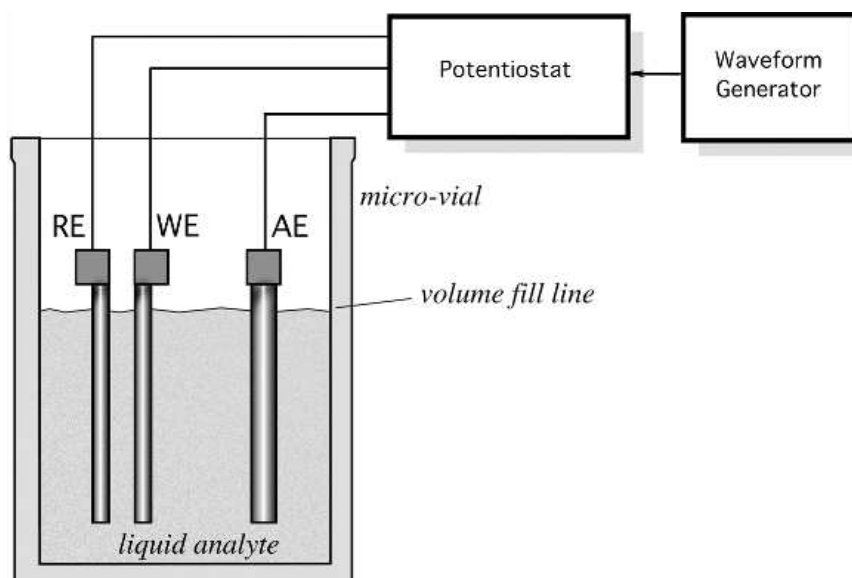 Potentiostat
Waveform
Generator
micro-vial
RE WE AE
volume fill line
liquid analyte